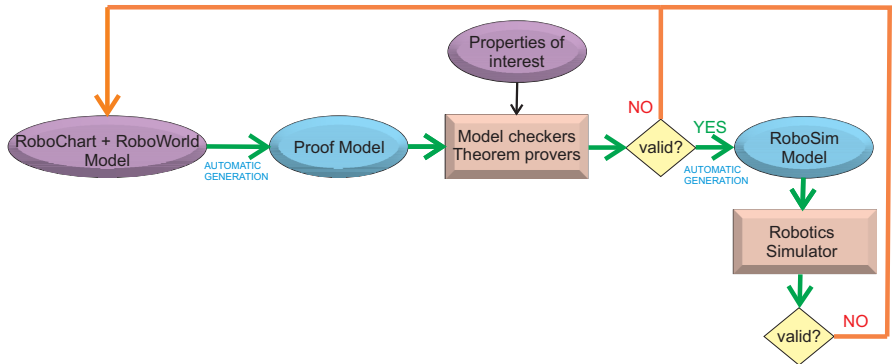 Properties of
interest
RoboChart + RoboWorld
Model
AUTOMATIC
GENERATION
Proof Model
Model checkers
Theorem provers
NO
valid?
YES
AUTOMATIC
GENERATION
RoboSim
Model
Robotics
Simulator
valid?
NO